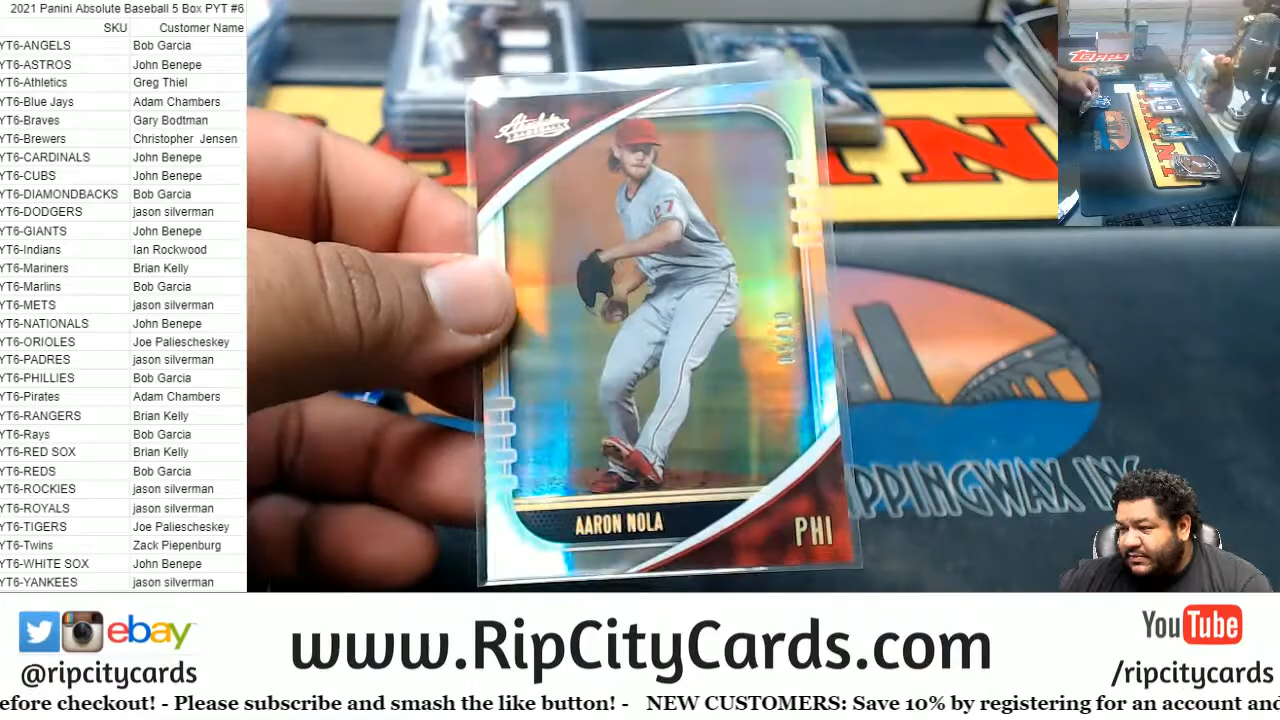 2021 Panini Absolute Baseball 5 Box PYT #6
SKU Customer Name
YT6-ANGELS Bob Garcia
YT6-ASTROS John Benepe
YT6-Athletics Greg Thiel
YT6-Blue Jays Adam Chambers
YT6-Braves Gary Bodtman
YT6-Brewers Christopher Jensen
YT6-CARDINALS John Benepe
YT6-CUBS John Benepe
YT6-DIAMONDBACKS Bob Garcia
YT6-DODGERS jason silverman
YT6-GIANTS John Benepe
YT6-Indians Ian Rockwood
YT6-Mariners Brian Kelly
YT6-Marlins Bob Garcia
YT6-METS jason silverman
YT6-NATIONALS John Benepe
YT6-ORIOLES Joe Paliescheskey
YT6-PADRES jason silverman
YT6-PHILLIES Bob Garcia
YT6-Pirates Adam Chambers
YT6-RANGERS Brian Kelly
YT6-Rays Bob Garcia
YT6-RED SOX Brian Kelly
YT6-REDS Bob Garcia
YT6-ROCKIES jason silverman
YT6-ROYALS jason silverman
YT6-TIGERS Joe Paliescheskey
YT6-Twins Zack Piepenburg
YT6-WHITE SOX John Benepe
YT6-YANKEES jason silverman
Absolute
BASEBALL
27
AARON NOLA
PHI
TOPPS
PPINGWAX INC
ebay
@ripcitycards
www.RipCityCards.com
YouTube
/ripcitycards
efore checkout! - Please subscribe and smash the like button! - NEW CUSTOMERS: Save 10% by registering for an account and